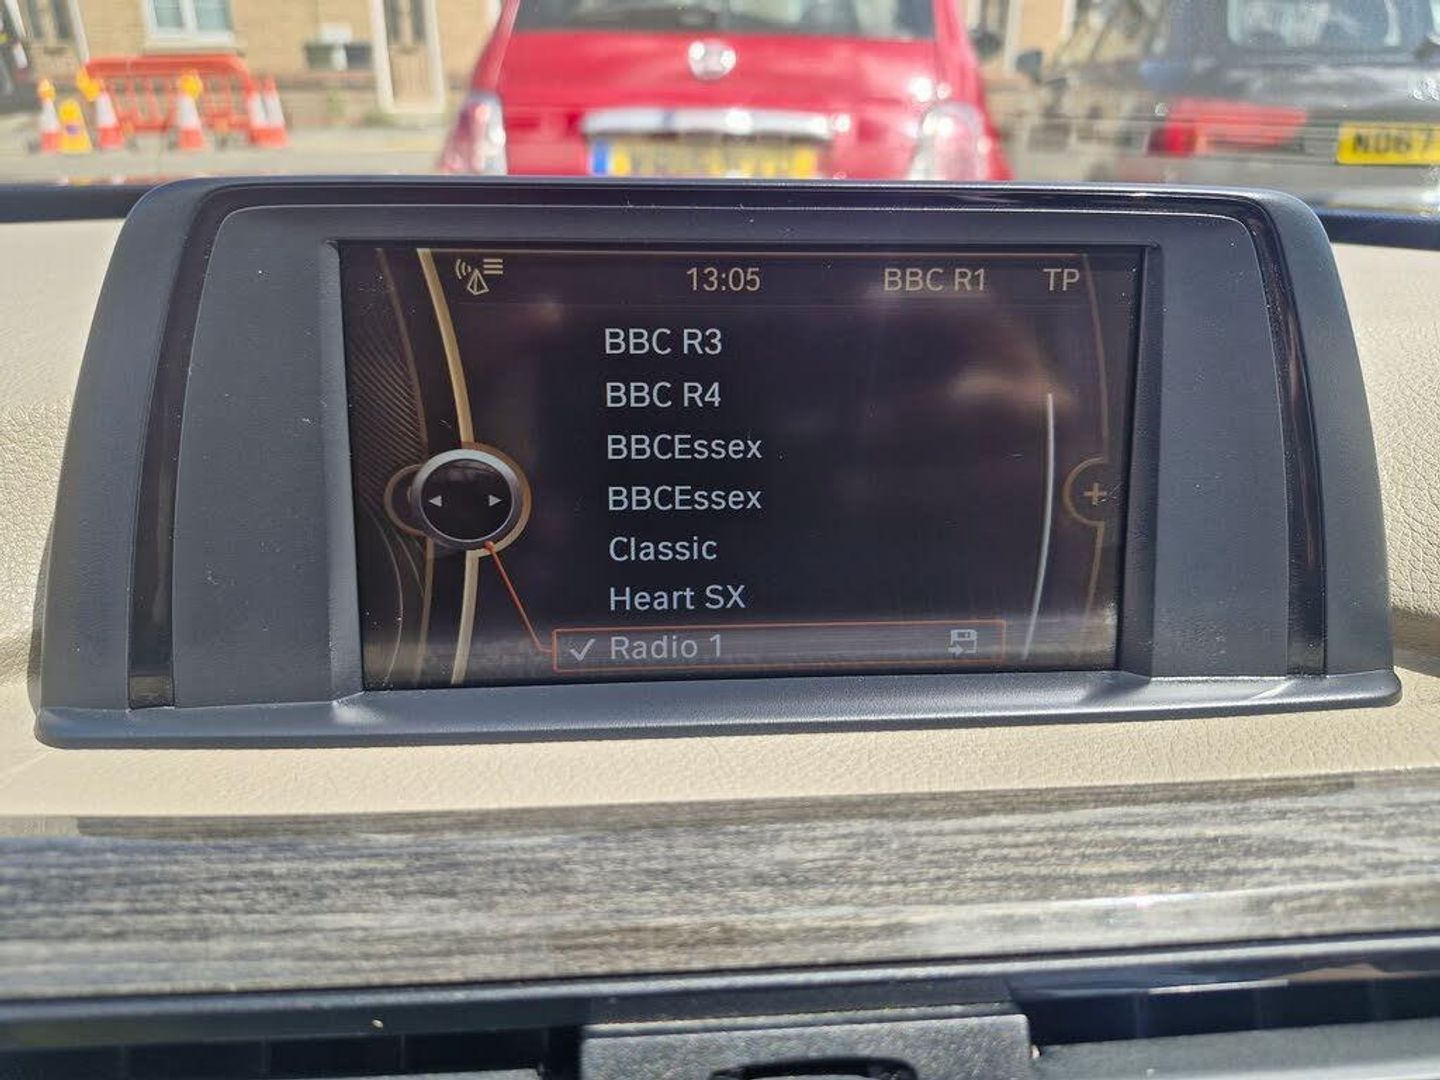 13:05 BBC R1 TP
BBC R3
BBC R4
BBCEssex
BBCEssex
Classic
Heart SX
Radio 1